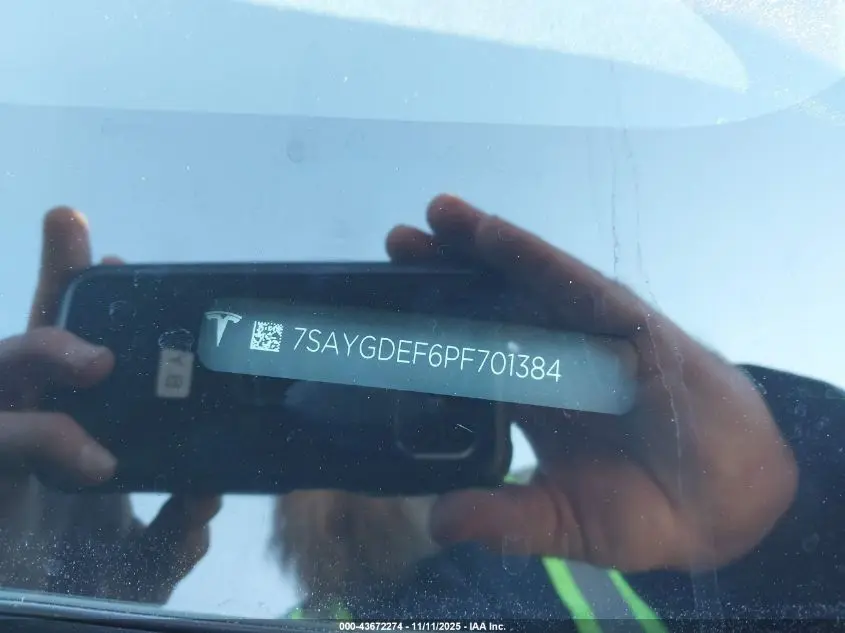 7SAYGDEF6PF701384
000-43672274 - 11/11/2025 - IAA Inc.